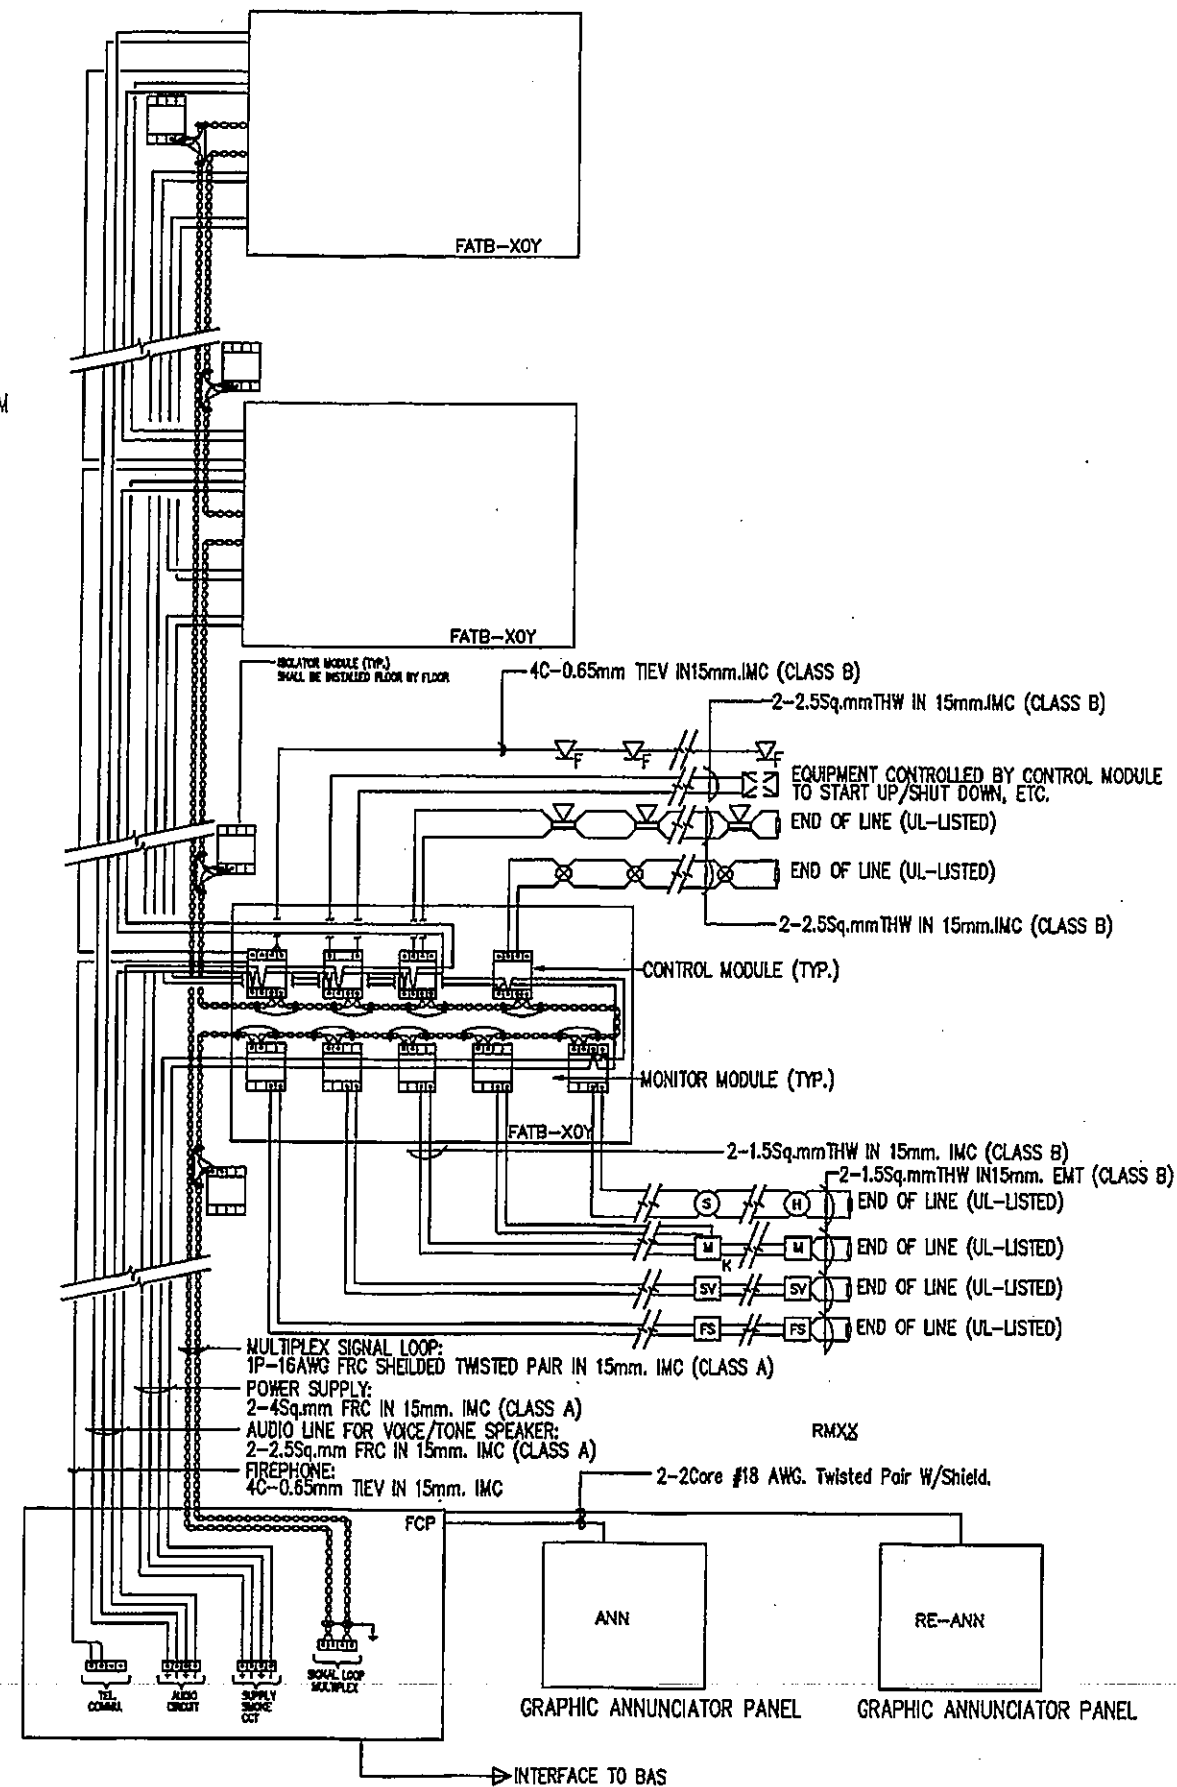 FATB-X0Y
M
FATB-X0Y
ISOLATOR MODULE (TYP.)
SHALL BE INSTALLED FLOOR BY FLOOR
4C-0.65mm TIEV IN15mm.IMC (CLASS B)
2-2.5Sq.mmTHW IN 15mm.IMC (CLASS B)
F
F
F
EQUIPMENT CONTROLLED BY CONTROL MODULE
TO START UP/SHUT DOWN, ETC.
END OF LINE (UL-LISTED)
END OF LINE (UL-LISTED)
2-2.5Sq.mmTHW IN 15mm.IMC (CLASS B)
CONTROL MODULE (TYP.)
MONITOR MODULE (TYP.)
FATB-X0Y
2-1.5Sq.mmTHW IN 15mm. IMC (CLASS B)
2-1.5Sq.mmTHW IN15mm. EMT (CLASS B)
S H END OF LINE (UL-LISTED)
M M END OF LINE (UL-LISTED)
K
SV SV END OF LINE (UL-LISTED)
FS FS END OF LINE (UL-LISTED)
MULTIPLEX SIGNAL LOOP:
1P-16AWG FRC SHEILDED TWISTED PAIR IN 15mm. IMC (CLASS A)
POWER SUPPLY:
2-4Sq.mm FRC IN 15mm. IMC (CLASS A)
AUDIO LINE FOR VOICE/TONE SPEAKER:
2-2.5Sq.mm FRC IN 15mm. IMC (CLASS A)
FIREPHONE:
4C-0.65mm TIEV IN 15mm. IMC
RMXX
2-2Core #18 AWG. Twisted Pair W/Shield.
FCP
ANN
RE-ANN
SIGNAL LOOP
MULTIPLEX
TEL.
COMMU.
AUDIO
CIRCUIT
SUPPLY
SMOKE
CCT
GRAPHIC ANNUNCIATOR PANEL
GRAPHIC ANNUNCIATOR PANEL
INTERFACE TO BAS